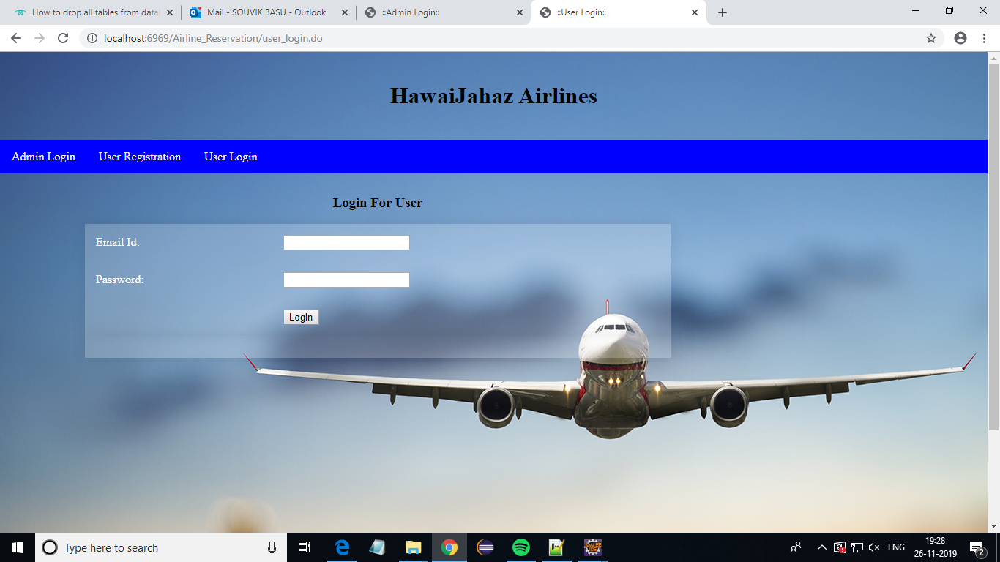 How to drop all tables from data
Mail - SOUVIK BASU - Outlook
::Admin Login::
::User Login::
localhost:6969/Airline_Reservation/user_login.do
HawaiJahaz Airlines
Admin Login User Registration User Login
Login For User
Email Id:
Password:
Login
Type here to search
ENG
19:28
26-11-2019
2